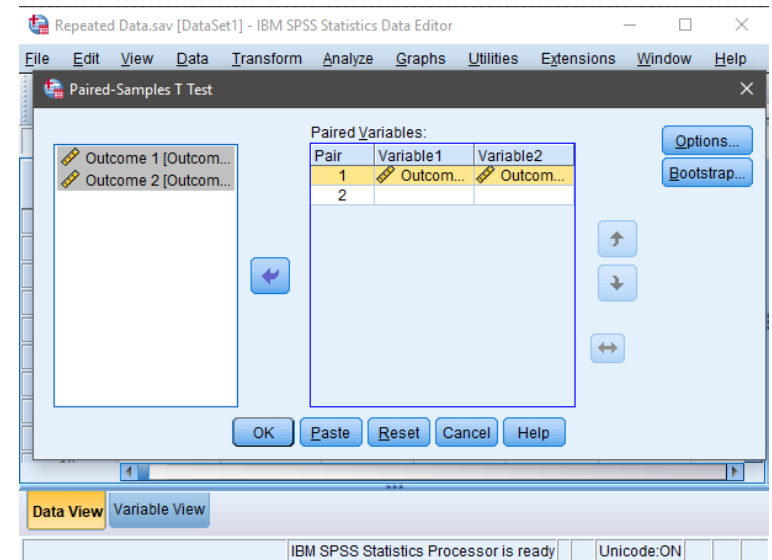 Repeated Data.sav [DataSet1] - IBM SPSS Statistics Data Editor
File Edit View Data Transform Analyze Graphs Utilities Extensions Window Help
Paired-Samples T Test
Paired Variables:
Outcome 1 [Outcom...
Outcome 2 [Outcom...
Pair Variable1 Variable2
1 Outcom... Outcom...
2
Options...
Bootstrap...
OK Paste Reset Cancel Help
Data View Variable View
IBM SPSS Statistics Processor is ready Unicode:ON